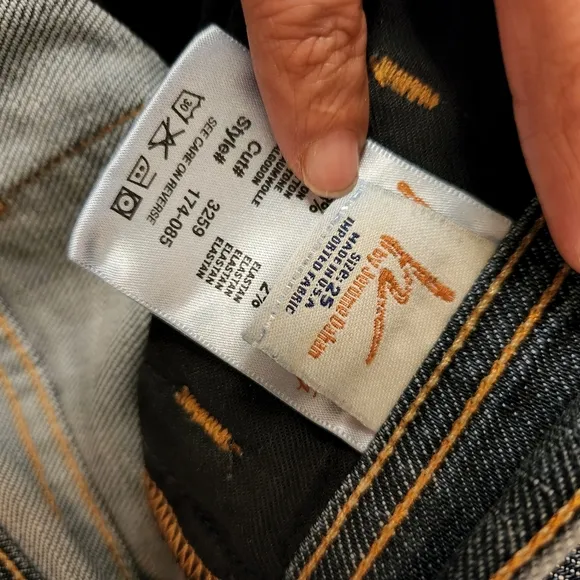 30
SEE CARE ON REVERSE
Style# 174-085
Cut# 3259
ELASTAN
ELASTAN
ELASTAN
2%
by Jerome Dahan
Size: 25
MADE IN U.S.A
IMPORTED FABRIC